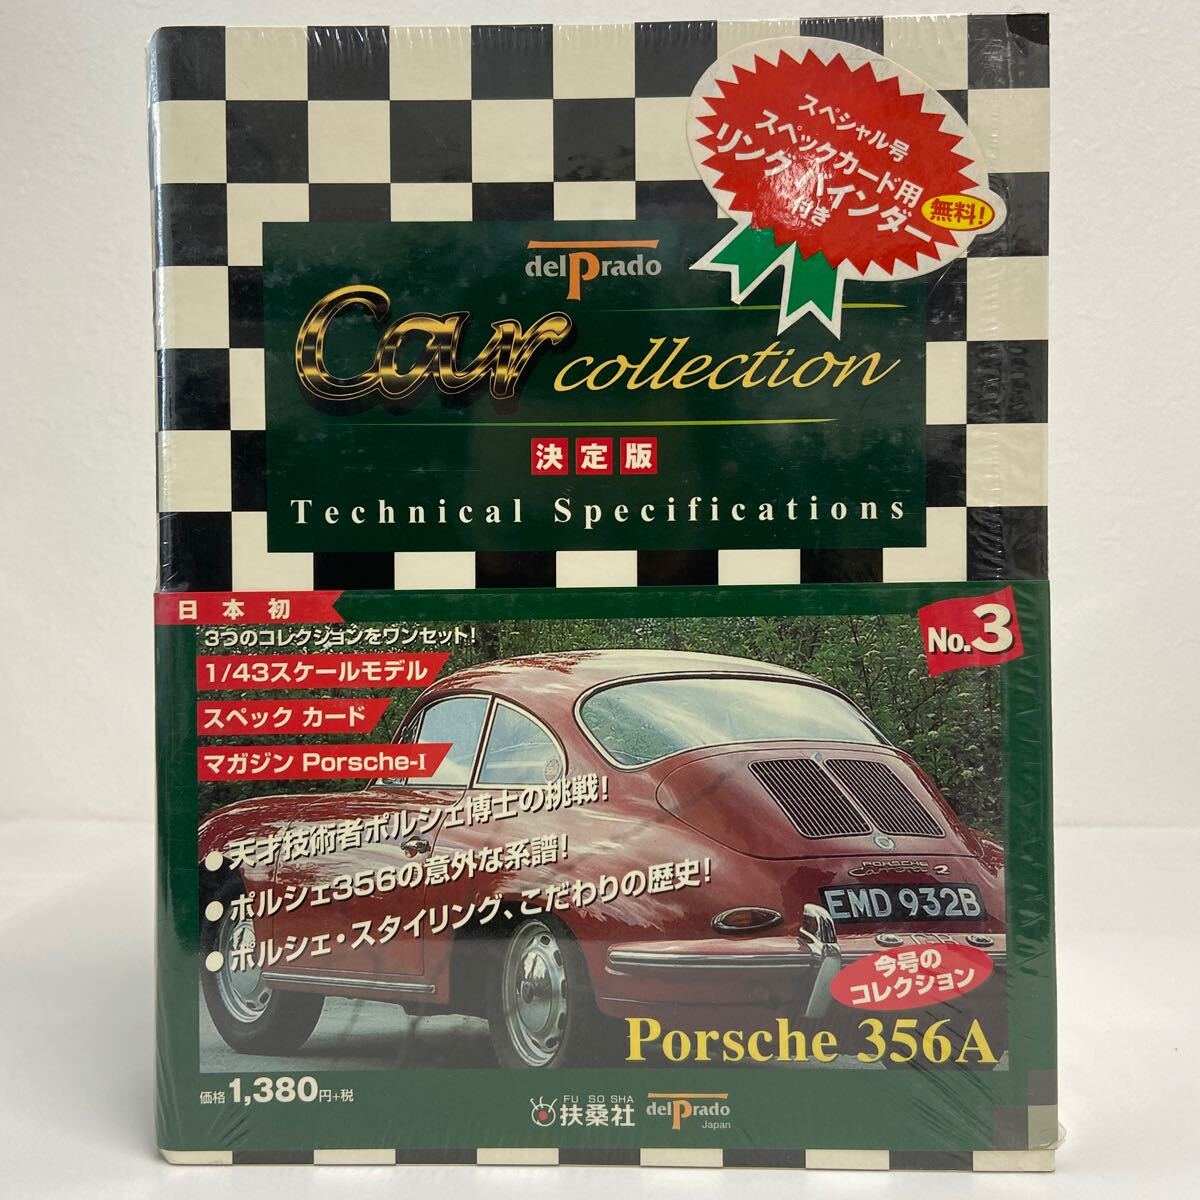 スペシャル号
スペックカード用
リングバインダー
付き
無料!
del Prado
Car collection
決定版
Technical Specifications
日本初
3つのコレクションをワンセット!
1/43スケールモデル
スペック カード
マガジン Porsche-I
No.3
●天才技術者ポルシェ博士の挑戦!
●ポルシェ356の意外な系譜!
●ポルシェ・スタイリング、こだわりの歴史!
PORSCHE
Carrera 2
EMD 932B
今号の
コレクション
Porsche 356A
価格1,380円+税
FU SO SHA
扶桑社
del Prado
Japan